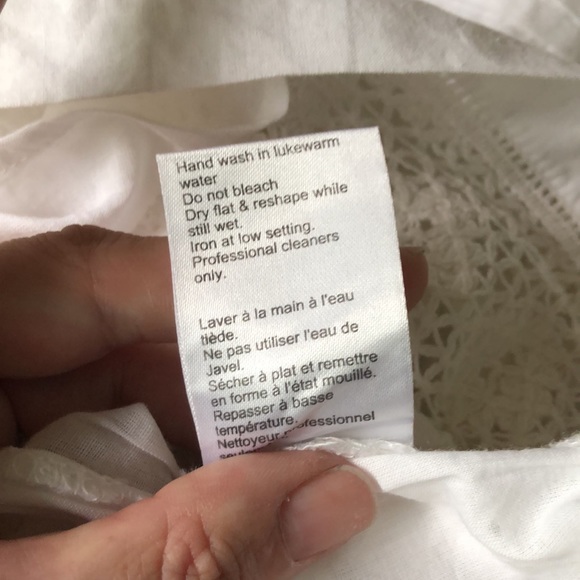 Hand wash in lukewarm
water
Do not bleach
Dry flat & reshape while
still wet.
Iron at low setting.
Professional cleaners
only.
Laver à la main à l'eau
tiède.
Ne pas utiliser l'eau de
Javel.
Sécher à plat et remettre
en forme à l'état mouillé.
Repasser à basse
température.
Nettoyeur